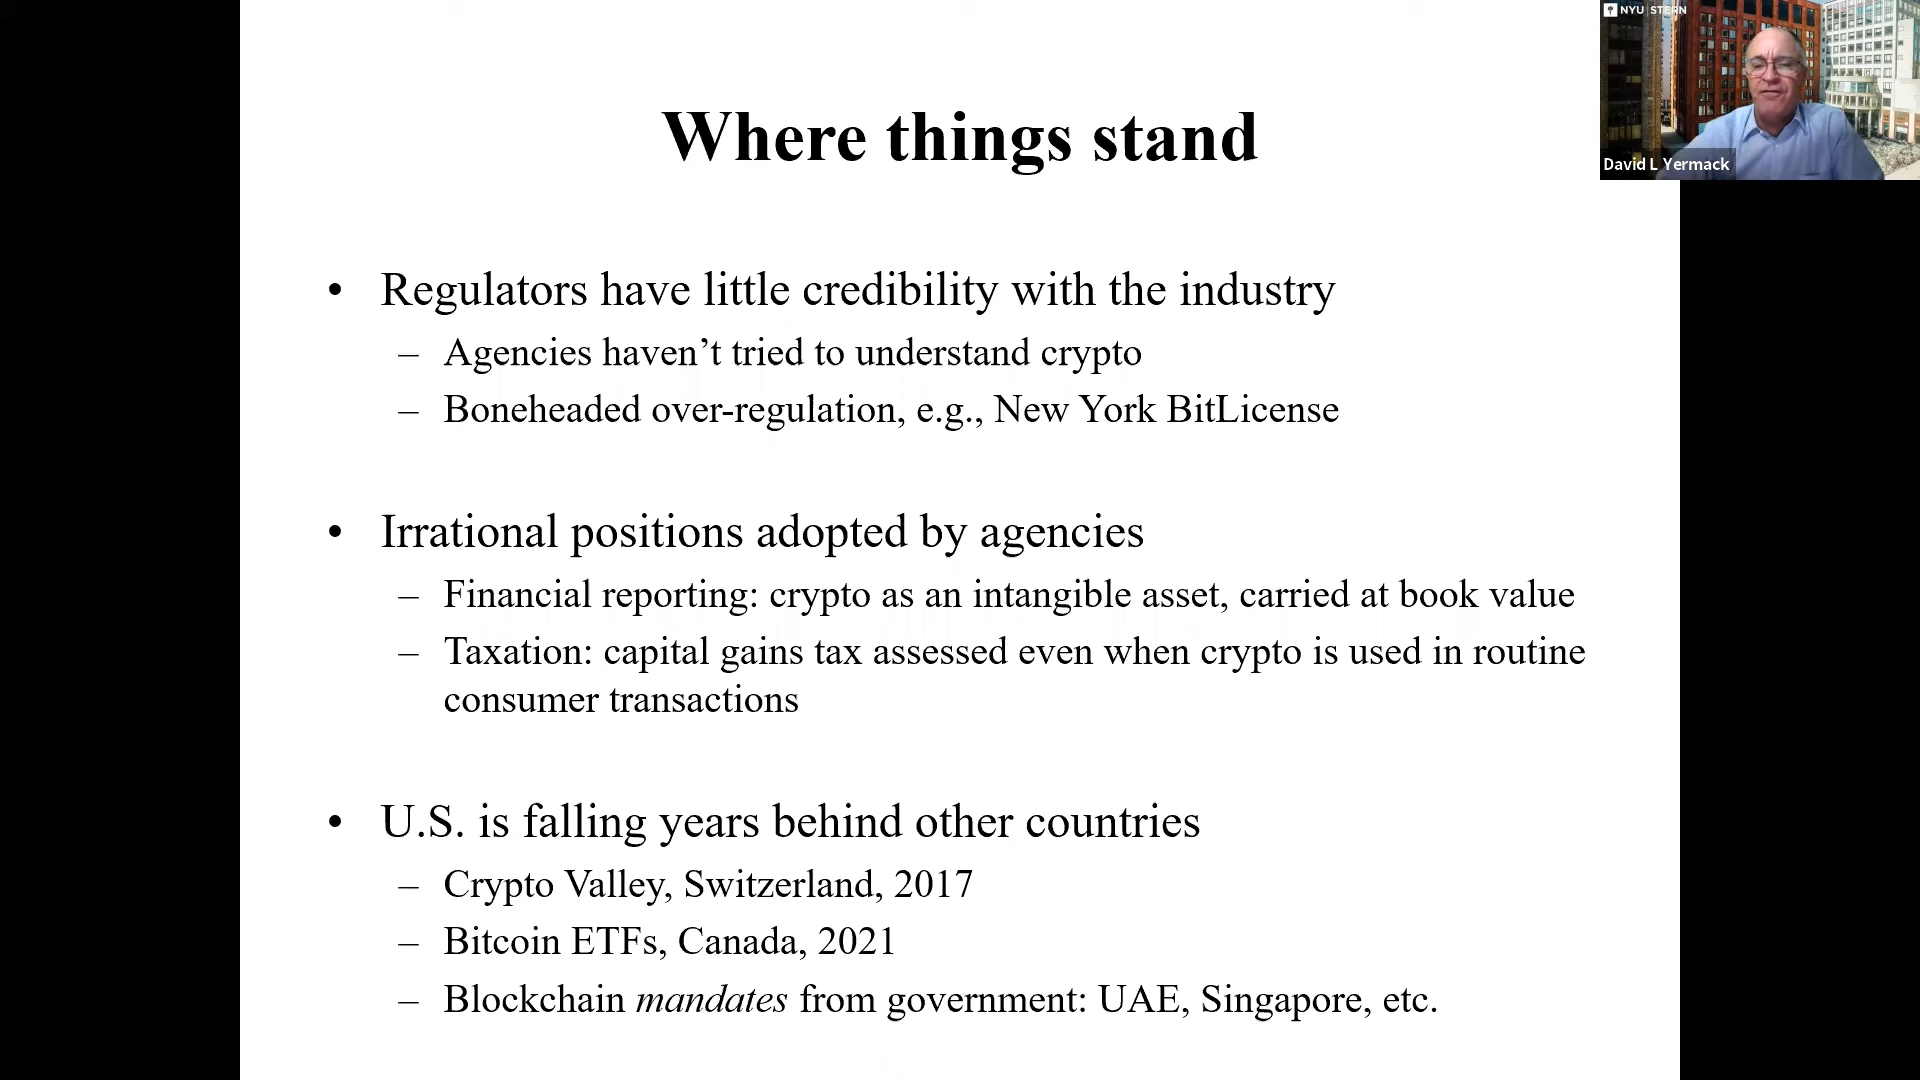 NYU | STERN
David L Yermack
Where things stand
• Regulators have little credibility with the industry
– Agencies haven’t tried to understand crypto
– Boneheaded over-regulation, e.g., New York BitLicense
• Irrational positions adopted by agencies
– Financial reporting: crypto as an intangible asset, carried at book value
– Taxation: capital gains tax assessed even when crypto is used in routine
consumer transactions
• U.S. is falling years behind other countries
– Crypto Valley, Switzerland, 2017
– Bitcoin ETFs, Canada, 2021
– Blockchain mandates from government: UAE, Singapore, etc.